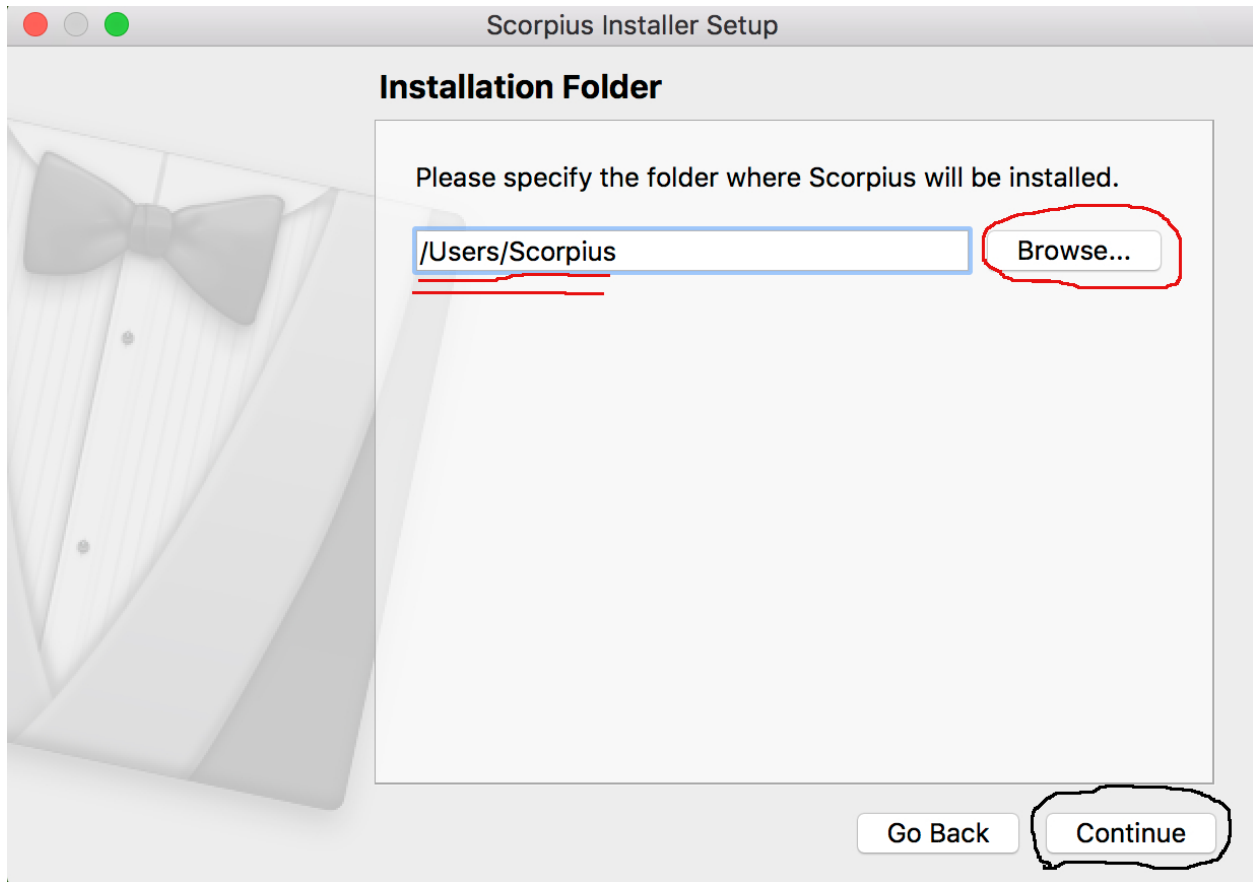 Scorpius Installer Setup
Installation Folder
Please specify the folder where Scorpius will be installed.
/Users/Scorpius Browse...
Go Back Continue